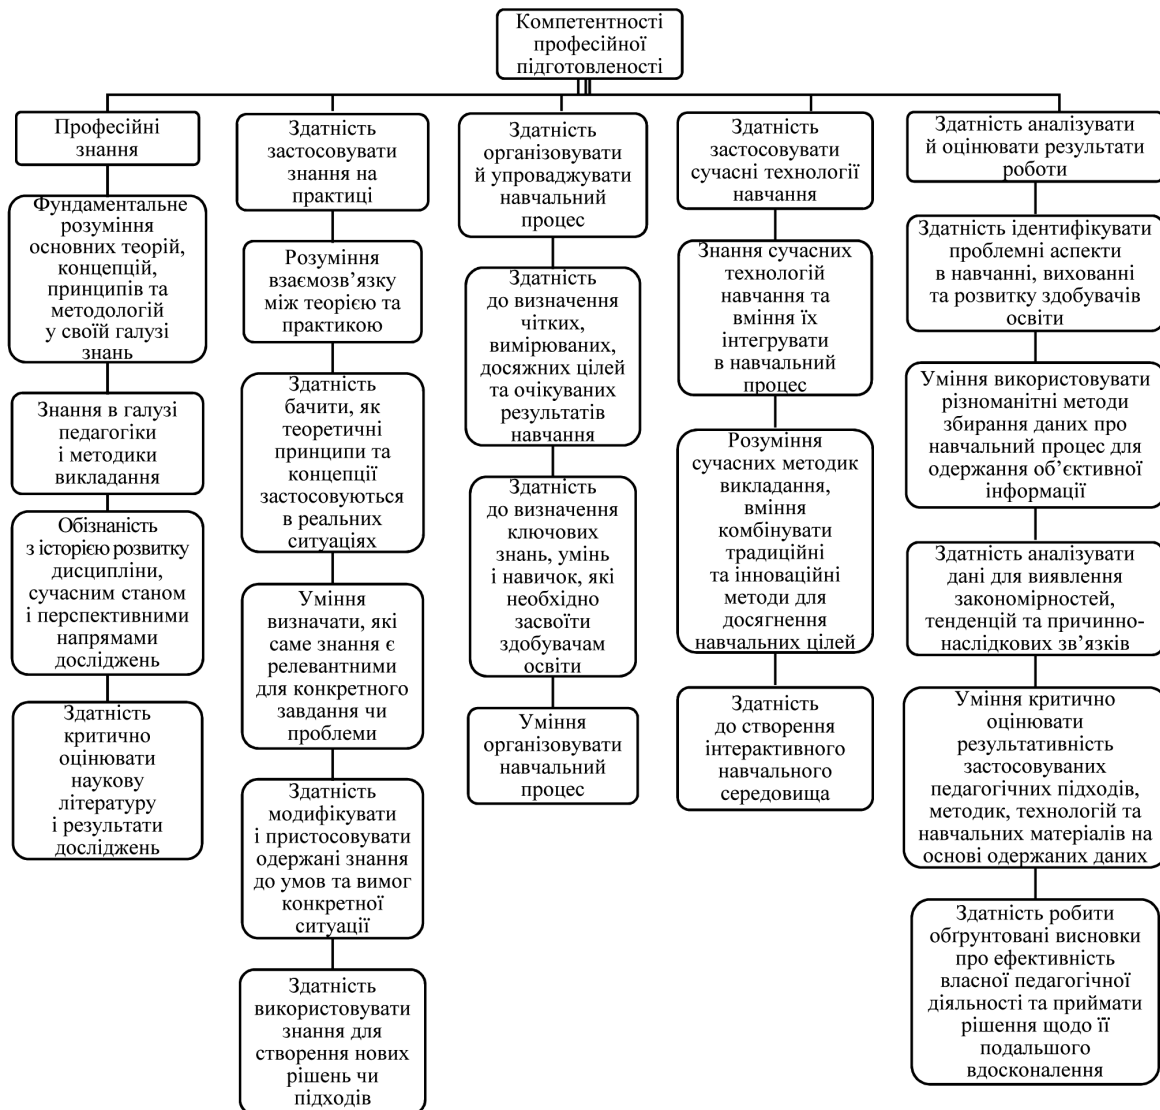 Компетентності
професійної
підготовленості
Професійні
знання
Фундаментальне
розуміння
основних теорій,
концепцій,
принципів та
методологій
у своїй галузі
знань
Знання в галузі
педагогіки
і методики
викладання
Обізнаність
з історією розвитку
дисципліни,
сучасним станом
і перспективними
напрямами
досліджень
Здатність
критично
оцінювати
наукову
літературу
і результати
досліджень
Здатність
застосовувати
знання на
практиці
Розуміння
взаємозв’язку
між теорією та
практикою
Здатність
бачити, як
теоретичні
принципи та
концепції
застосовуються
в реальних
ситуаціях
Уміння
визначати, які
саме знання є
релевантними
для конкретного
завдання чи
проблеми
Здатність
модифікувати
і пристосовувати
одержані знання
до умов та вимог
конкретної
ситуації
Здатність
використовувати
знання для
створення нових
рішень чи
підходів
Здатність
організовувати
й упроваджувати
навчальний
процес
Здатність
до визначення
чітких,
вимірюваних,
досяжних цілей
та очікуваних
результатів
навчання
Здатність
до визначення
ключових
знань, умінь
і навичок, які
необхідно
засвоїти
здобувачам
освіти
Уміння
організовувати
навчальний
процес
Здатність
застосовувати
сучасні технології
навчання
Знання сучасних
технологій
навчання та
вміння їх
інтегрувати
в навчальний
процес
Розуміння
сучасних методик
викладання,
вміння
комбінувати
традиційні
та інноваційні
методи для
досягнення
навчальних цілей
Здатність
до створення
інтерактивного
навчального
середовища
Здатність аналізувати
й оцінювати результати
роботи
Здатність ідентифікувати
проблемні аспекти
в навчанні, вихованні
та розвитку здобувачів
освіти
Уміння використовувати
різноманітні методи
збирання даних про
навчальний процес для
одержання об’єктивної
інформації
Здатність аналізувати
дані для виявлення
закономірностей,
тенденцій та причинно-
наслідкових зв’язків
Уміння критично
оцінювати
результативність
застосовуваних
педагогічних підходів,
методик, технологій та
навчальних матеріалів на
основі одержаних даних
Здатність робити
обґрунтовані висновки
про ефективність
власної педагогічної
діяльності та приймати
рішення щодо її
подальшого
вдосконалення